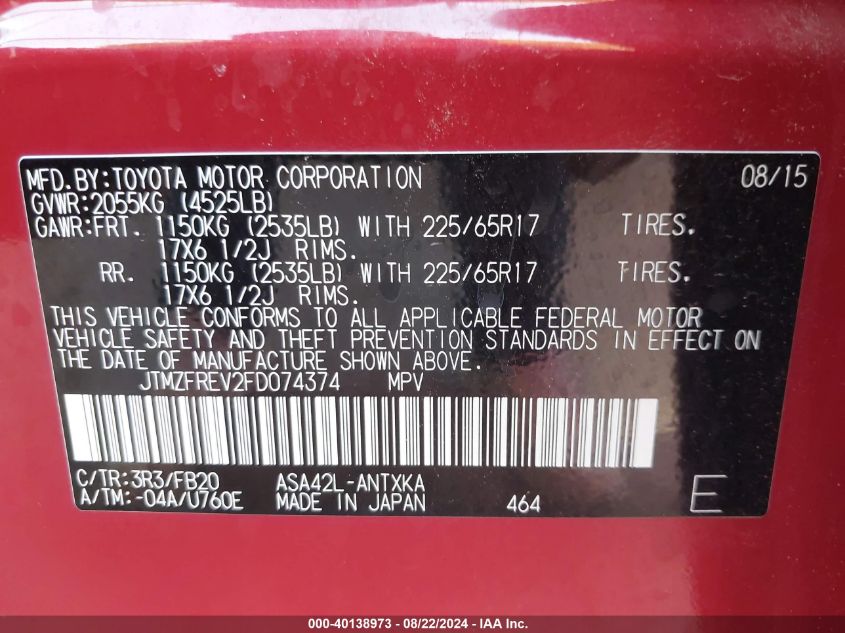 MFD.BY:TOYOTA MOTOR CORPORATION 08/15
GVWR:2055KG (4525LB)
GAWR:FRT. 1150KG (2535LB) WITH 225/65R17 TIRES.
17X6 1/2J RIMS.
RR. 1150KG (2535LB) WITH 225/65R17 TIRES.
17X6 1/2J RIMS.
THIS VEHICLE CONFORMS TO ALL APPLICABLE FEDERAL MOTOR
VEHICLE SAFETY AND THEFT PREVENTION STANDARDS IN EFFECT ON
THE DATE OF MANUFACTURE SHOWN ABOVE.
JTMZFREV2FD074374 MPV
C/TR:3R3/FB20 ASA42L-ANTXKA
A/TM:-04A/U760E MADE IN JAPAN 464 E
000-40138973 - 08/22/2024 - IAA Inc.